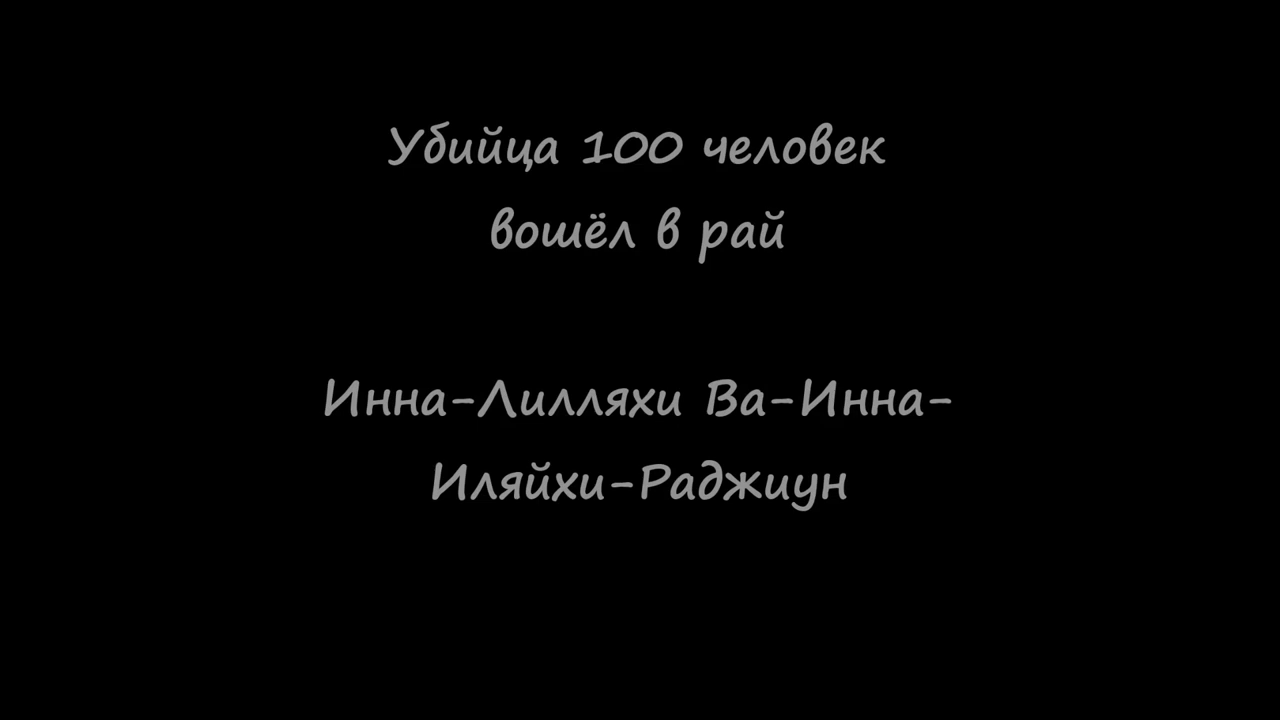 Убийца 100 человек
вошёл в рай
Инна-Лилляхи Ва-Инна-
Иляйхи-Раджиун